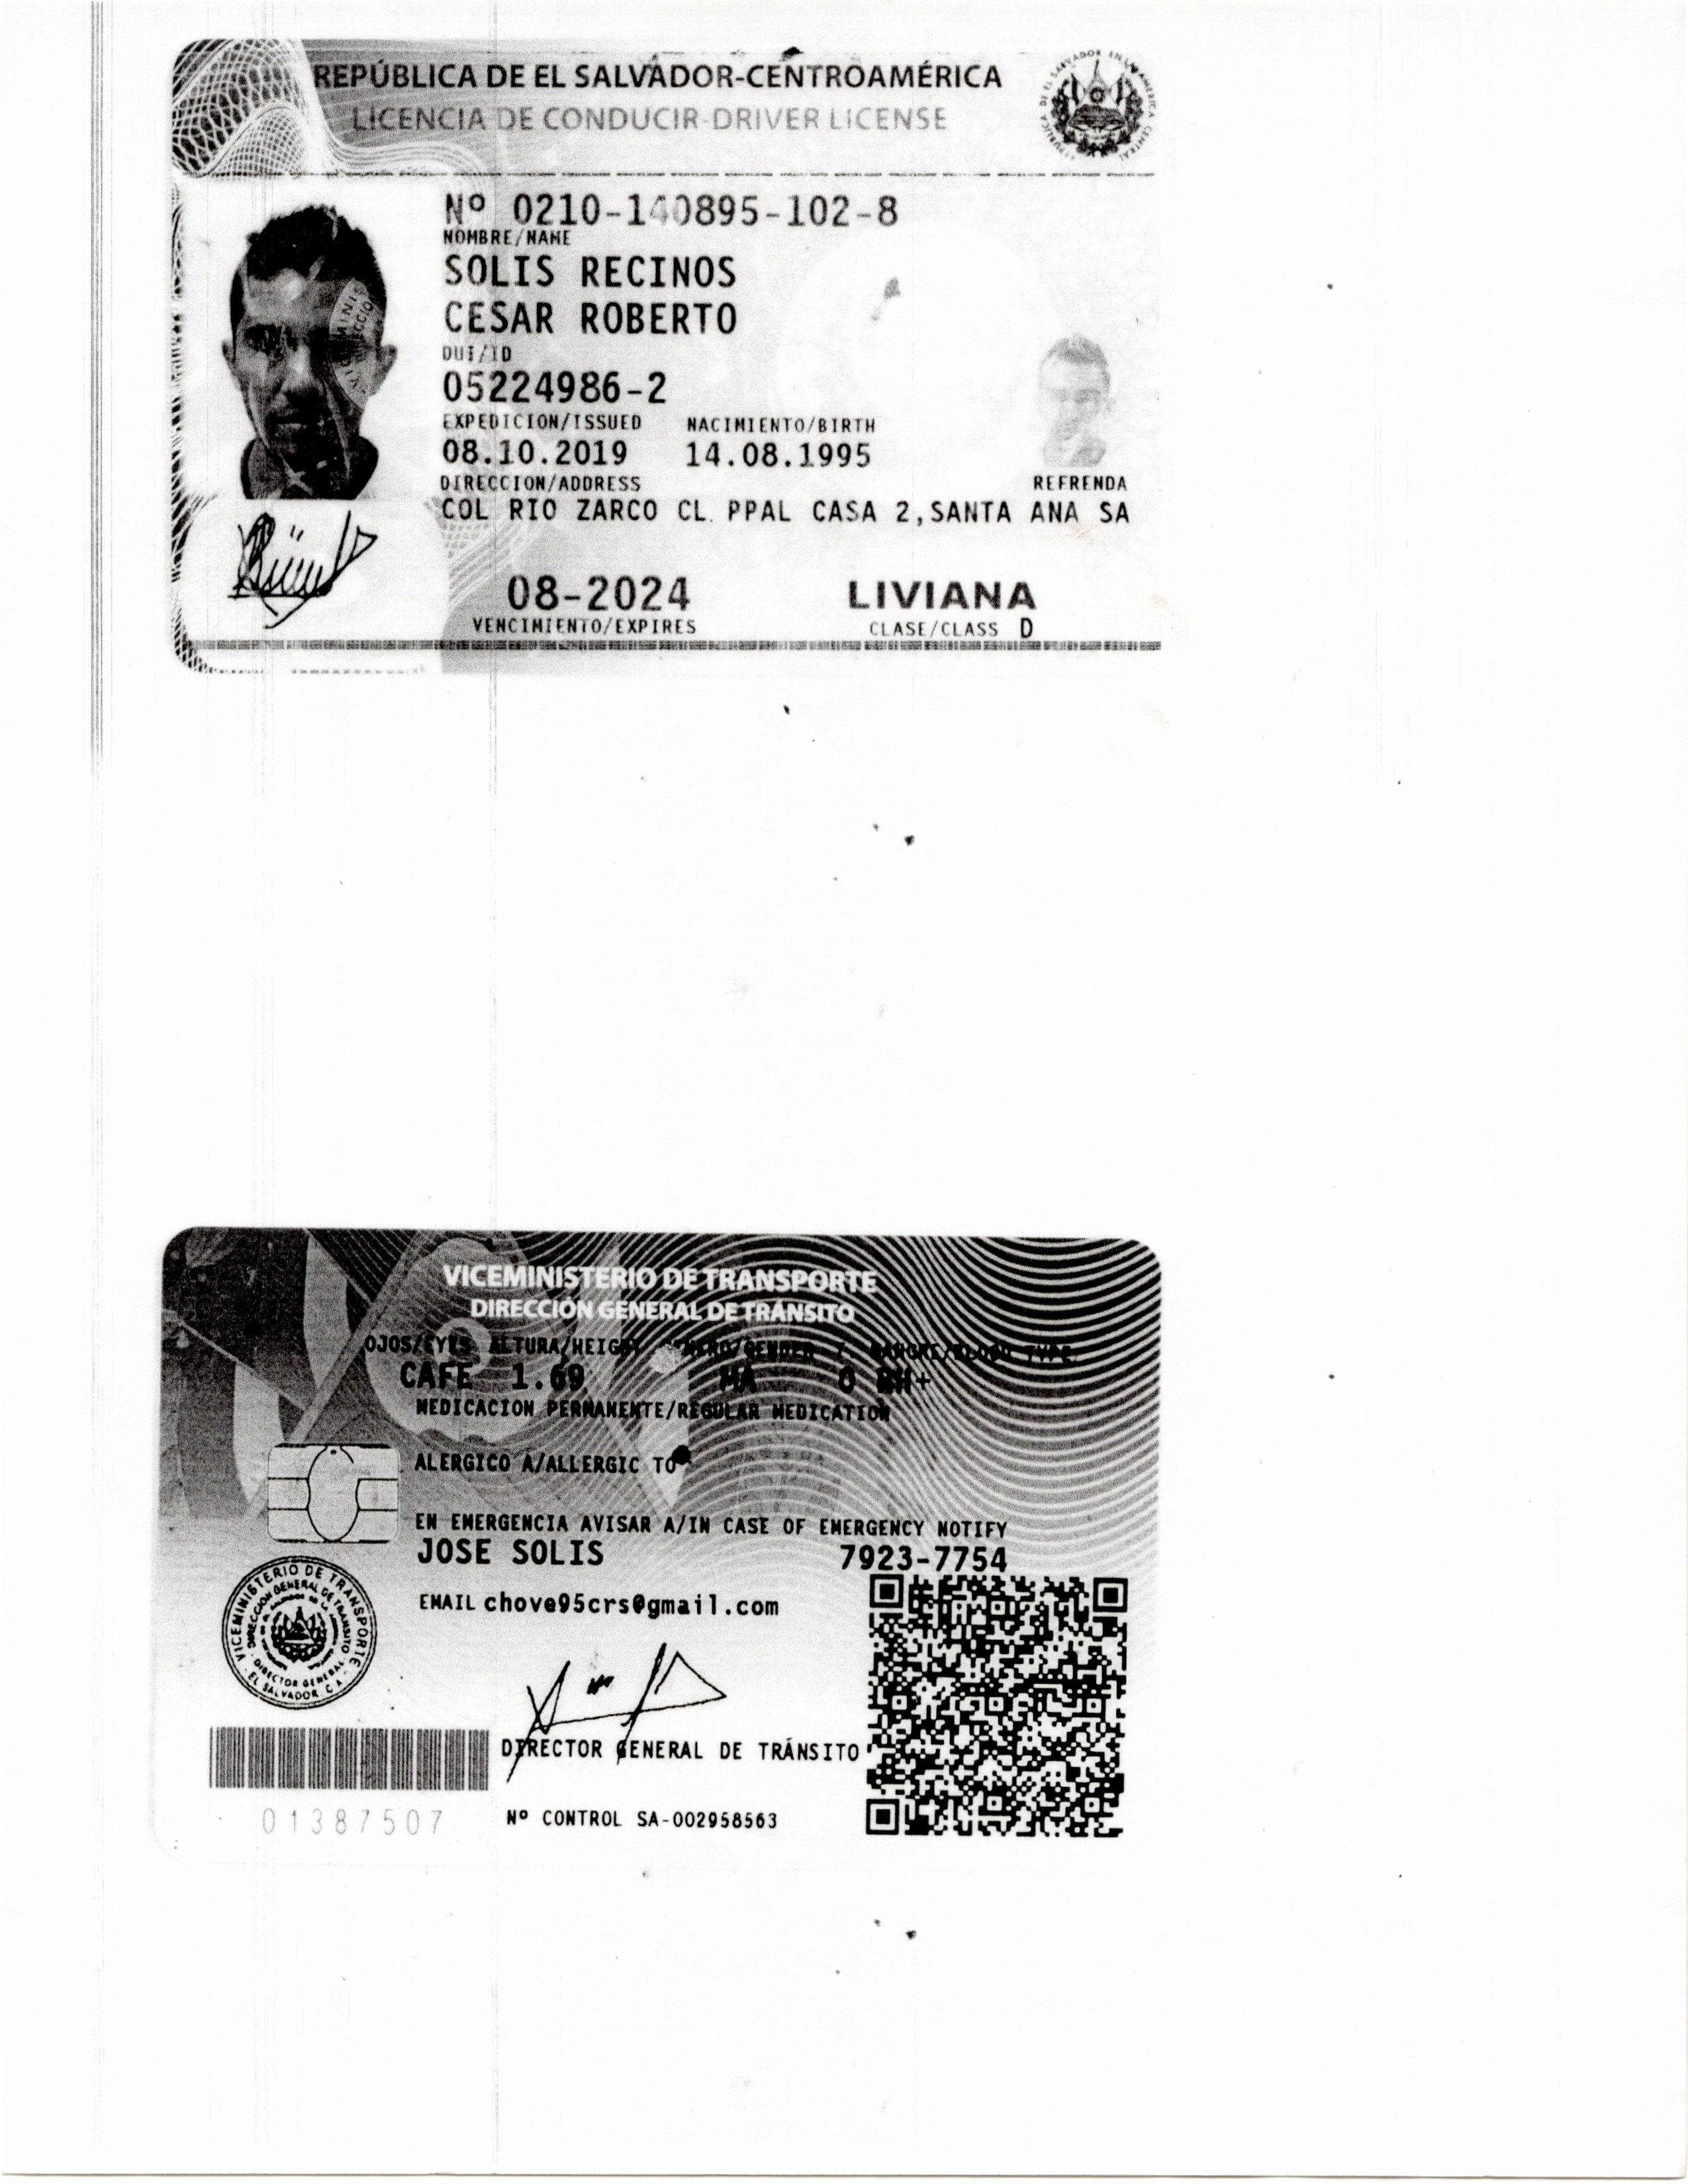 REPÚBLICA DE EL SALVADOR-CENTROAMÉRICA
LICENCIA DE CONDUCIR-DRIVER LICENSE
Nº 0210-140895-102-8
NOMBRE/NAME
SOLIS RECINOS
CESAR ROBERTO
DUI/ID
05224986-2
EXPEDICION/ISSUED NACIMIENTO/BIRTH
08.10.2019 14.08.1995
DIRECCION/ADDRESS REFRENDA
COL RIO ZARCO CL. PPAL CASA 2,SANTA ANA SA
08-2024 LIVIANA
VENCIMIENTO/EXPIRES CLASE/CLASS D
VICEMINISTERIO DE TRANSPORTE
DIRECCIÓN GENERAL DE TRÁNSITO
OJOS/EYES ALTURA/HEIGHT /GENDER T. SANGRE/BLOOD TYPE
CAFE 1.69 MA O RH+
MEDICACION PERMANENTE/REGULAR MEDICATION
ALERGICO A/ALLERGIC TO
EN EMERGENCIA AVISAR A/IN CASE OF EMERGENCY NOTIFY
JOSE SOLIS 7923-7754
EMAIL chove95crs@gmail.com
VICEMINISTERIO DE TRANSPORTE
DIRECCION GENERAL DE TRANSITO
DIRECTOR GENERAL
EL SALVADOR C.A.
DIRECTOR GENERAL DE TRÁNSITO
01387507 Nº CONTROL SA-002958563